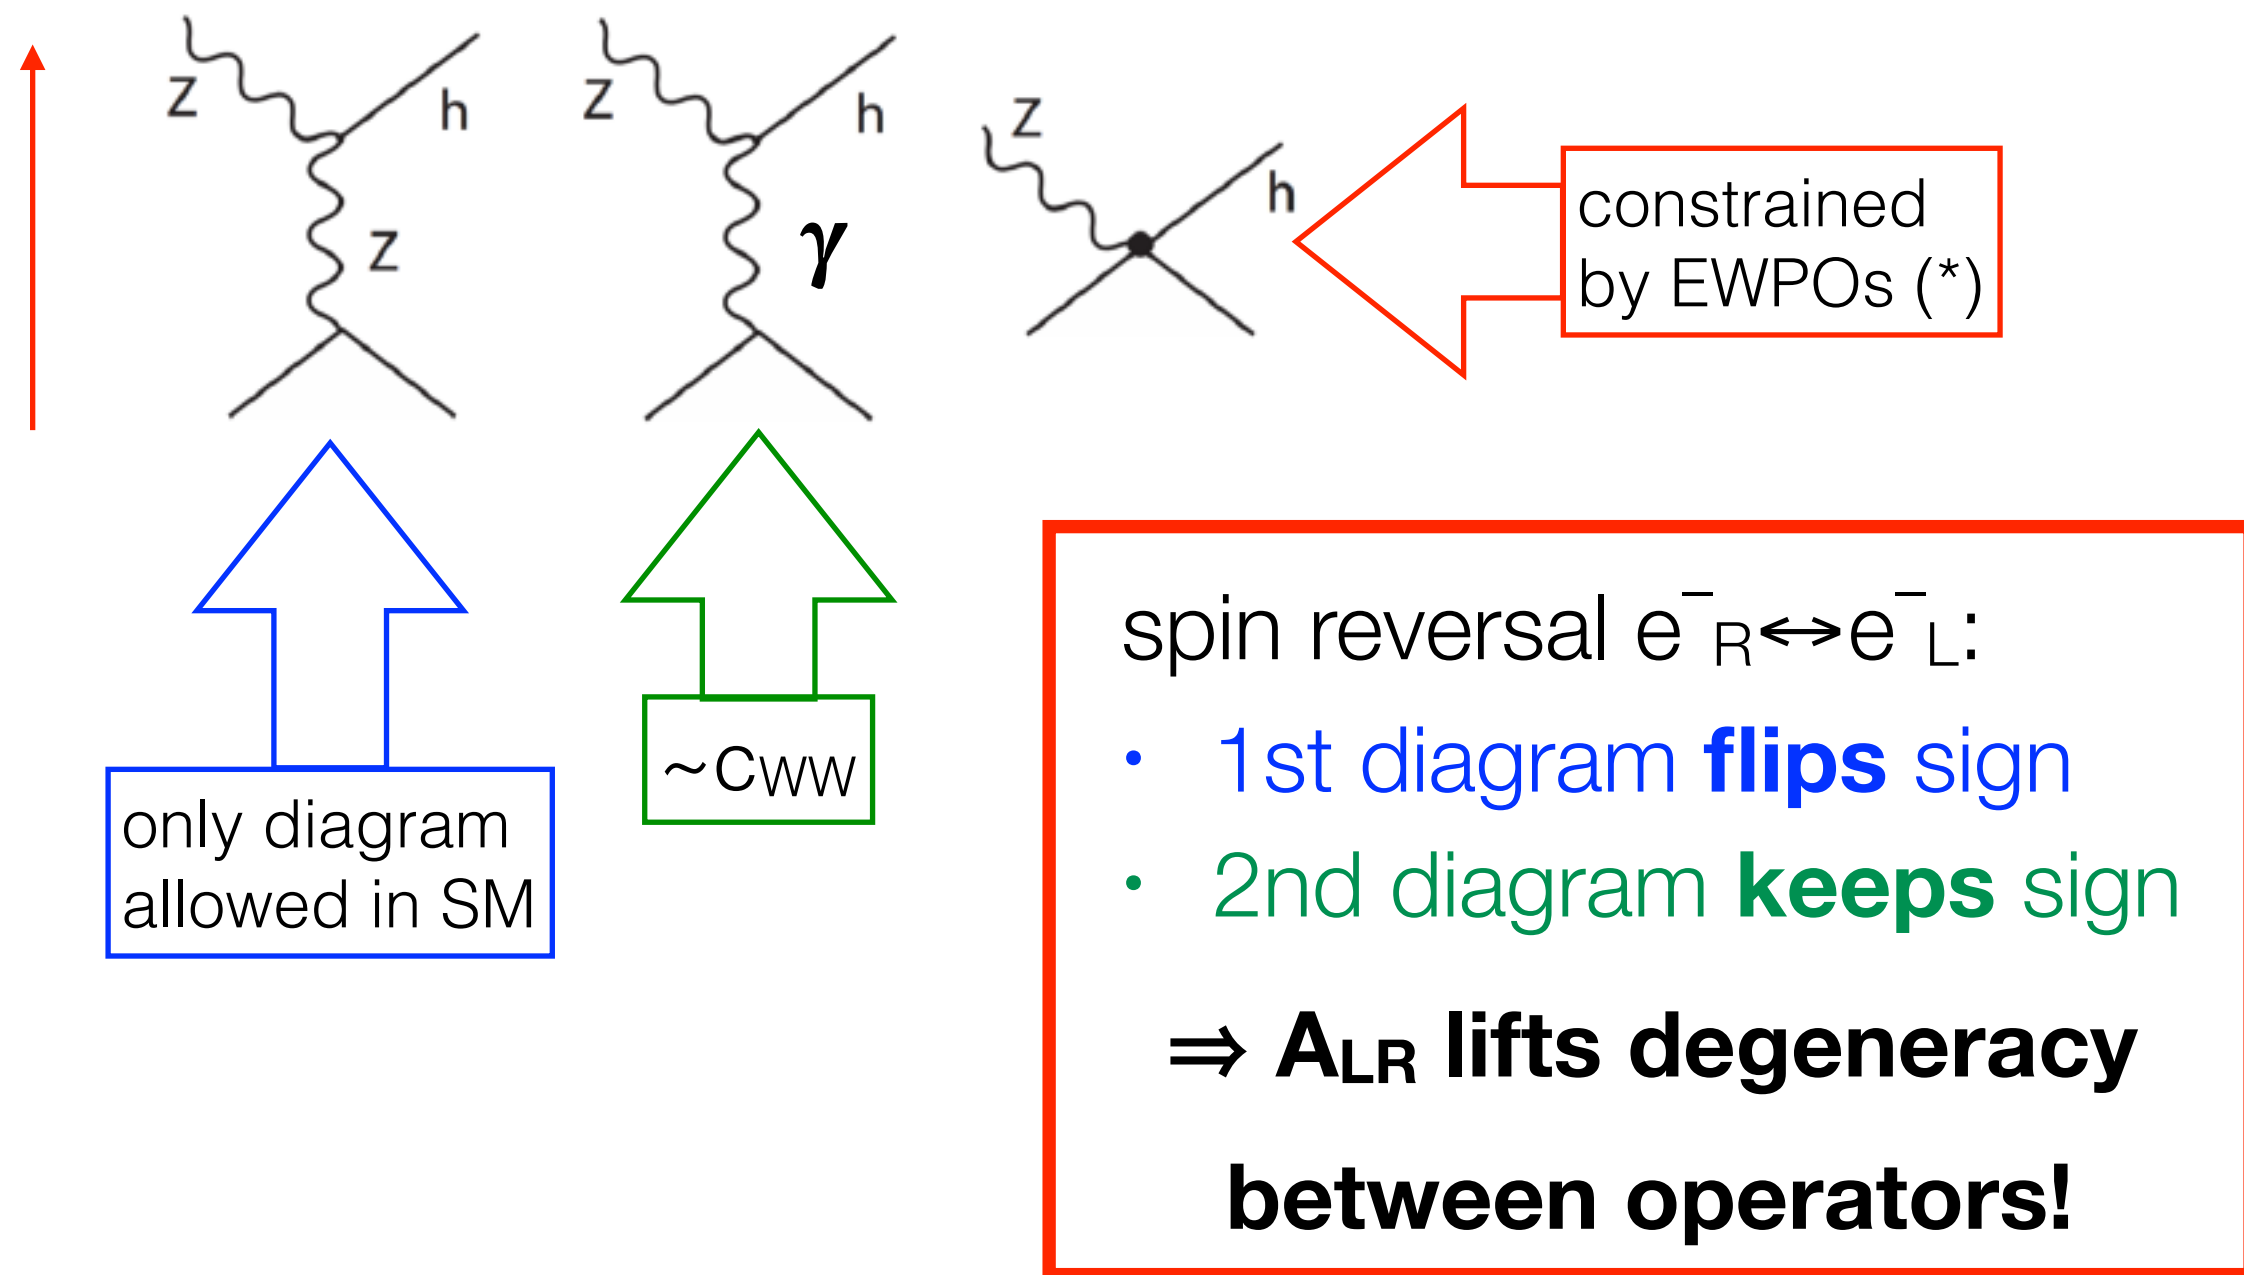 Z
h
Z
Z
h
γ
Z
h
constrained
by EWPOs (*)
only diagram
allowed in SM
~cWW
spin reversal e⁻R↔e⁻L:
• 1st diagram flips sign
• 2nd diagram keeps sign
⇒ ALR lifts degeneracy
between operators!